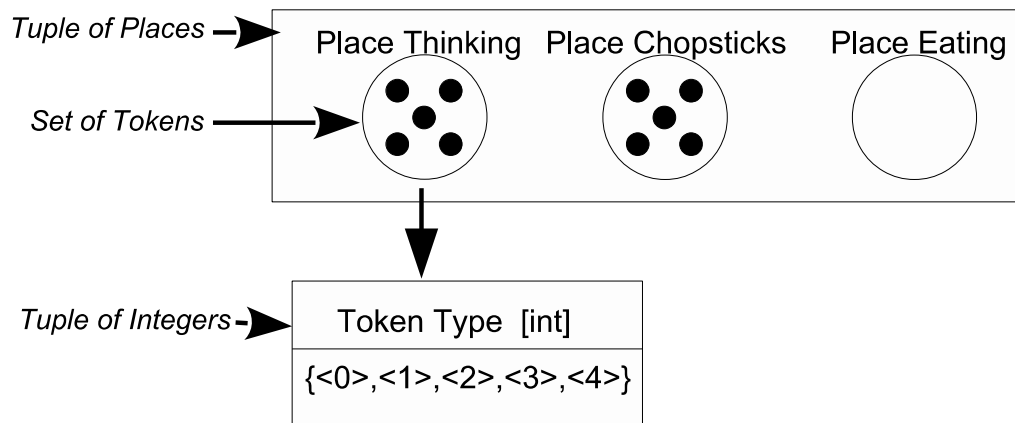 Tuple of Places
Place Thinking Place Chopsticks Place Eating
Set of Tokens
Tuple of Integers
Token Type [int]
{<0>,<1>,<2>,<3>,<4>}